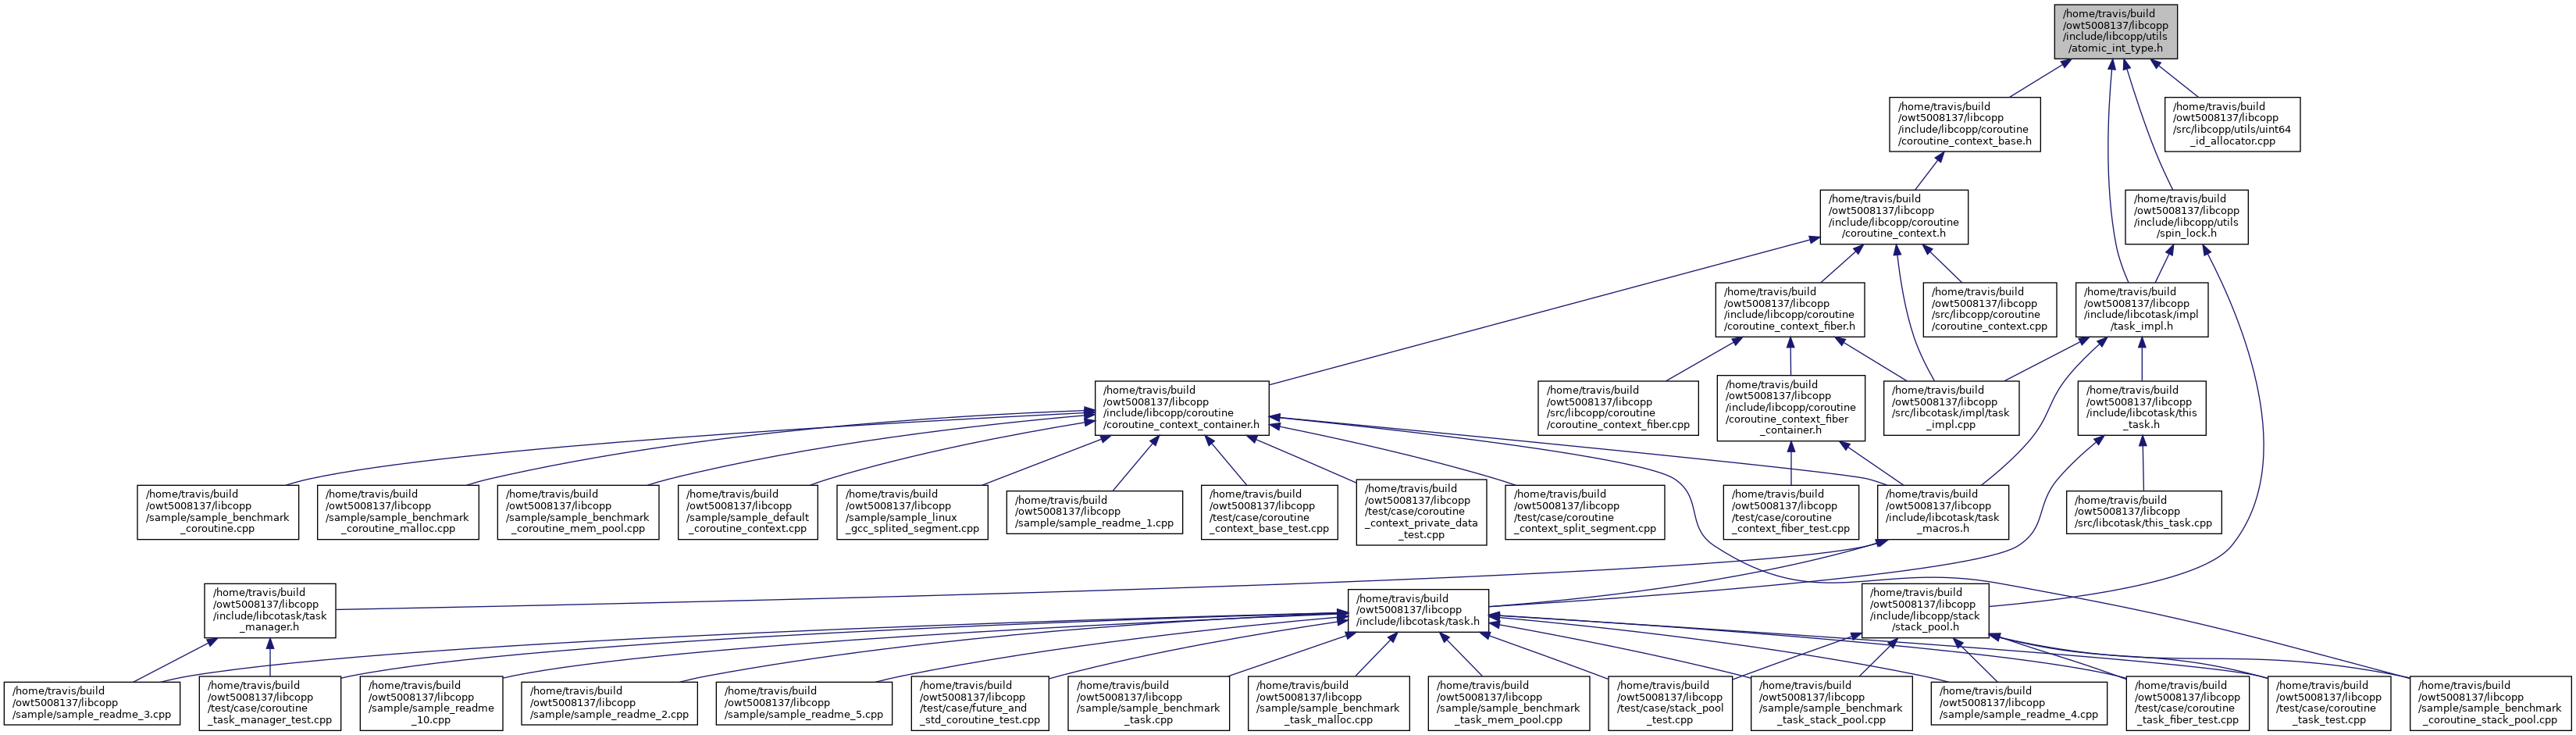 /home/travis/build
/owt5008137/libcopp
/include/libcopp/utils
/atomic_int_type.h
/home/travis/build
/owt5008137/libcopp
/include/libcopp/coroutine
/coroutine_context_base.h
/home/travis/build
/owt5008137/libcopp
/src/libcopp/utils/uint64
_id_allocator.cpp
/home/travis/build
/owt5008137/libcopp
/include/libcopp/coroutine
/coroutine_context.h
/home/travis/build
/owt5008137/libcopp
/include/libcopp/utils
/spin_lock.h
/home/travis/build
/owt5008137/libcopp
/include/libcopp/coroutine
/coroutine_context_fiber.h
/home/travis/build
/owt5008137/libcopp
/src/libcopp/coroutine
/coroutine_context.cpp
/home/travis/build
/owt5008137/libcopp
/include/libcotask/impl
/task_impl.h
/home/travis/build
/owt5008137/libcopp
/include/libcopp/coroutine
/coroutine_context_container.h
/home/travis/build
/owt5008137/libcopp
/src/libcopp/coroutine
/coroutine_context_fiber.cpp
/home/travis/build
/owt5008137/libcopp
/include/libcopp/coroutine
/coroutine_context_fiber
_container.h
/home/travis/build
/owt5008137/libcopp
/src/libcotask/impl/task
_impl.cpp
/home/travis/build
/owt5008137/libcopp
/include/libcotask/this
_task.h
/home/travis/build
/owt5008137/libcopp
/sample/sample_benchmark
_coroutine.cpp
/home/travis/build
/owt5008137/libcopp
/sample/sample_benchmark
_coroutine_malloc.cpp
/home/travis/build
/owt5008137/libcopp
/sample/sample_benchmark
_coroutine_mem_pool.cpp
/home/travis/build
/owt5008137/libcopp
/sample/sample_default
_coroutine_context.cpp
/home/travis/build
/owt5008137/libcopp
/sample/sample_linux
_gcc_splited_segment.cpp
/home/travis/build
/owt5008137/libcopp
/sample/sample_readme_1.cpp
/home/travis/build
/owt5008137/libcopp
/test/case/coroutine
_context_base_test.cpp
/home/travis/build
/owt5008137/libcopp
/test/case/coroutine
_context_private_data
_test.cpp
/home/travis/build
/owt5008137/libcopp
/test/case/coroutine
_context_split_segment.cpp
/home/travis/build
/owt5008137/libcopp
/test/case/coroutine
_context_fiber_test.cpp
/home/travis/build
/owt5008137/libcopp
/include/libcotask/task
_macros.h
/home/travis/build
/owt5008137/libcopp
/src/libcotask/this_task.cpp
/home/travis/build
/owt5008137/libcopp
/include/libcotask/task
_manager.h
/home/travis/build
/owt5008137/libcopp
/include/libcotask/task.h
/home/travis/build
/owt5008137/libcopp
/include/libcopp/stack
/stack_pool.h
/home/travis/build
/owt5008137/libcopp
/sample/sample_readme_3.cpp
/home/travis/build
/owt5008137/libcopp
/test/case/coroutine
_task_manager_test.cpp
/home/travis/build
/owt5008137/libcopp
/sample/sample_readme
_10.cpp
/home/travis/build
/owt5008137/libcopp
/sample/sample_readme_2.cpp
/home/travis/build
/owt5008137/libcopp
/sample/sample_readme_5.cpp
/home/travis/build
/owt5008137/libcopp
/test/case/future_and
_std_coroutine_test.cpp
/home/travis/build
/owt5008137/libcopp
/sample/sample_benchmark
_task.cpp
/home/travis/build
/owt5008137/libcopp
/sample/sample_benchmark
_task_malloc.cpp
/home/travis/build
/owt5008137/libcopp
/sample/sample_benchmark
_task_mem_pool.cpp
/home/travis/build
/owt5008137/libcopp
/test/case/stack_pool
_test.cpp
/home/travis/build
/owt5008137/libcopp
/sample/sample_benchmark
_task_stack_pool.cpp
/home/travis/build
/owt5008137/libcopp
/sample/sample_readme_4.cpp
/home/travis/build
/owt5008137/libcopp
/test/case/coroutine
_task_fiber_test.cpp
/home/travis/build
/owt5008137/libcopp
/test/case/coroutine
_task_test.cpp
/home/travis/build
/owt5008137/libcopp
/sample/sample_benchmark
_coroutine_stack_pool.cpp